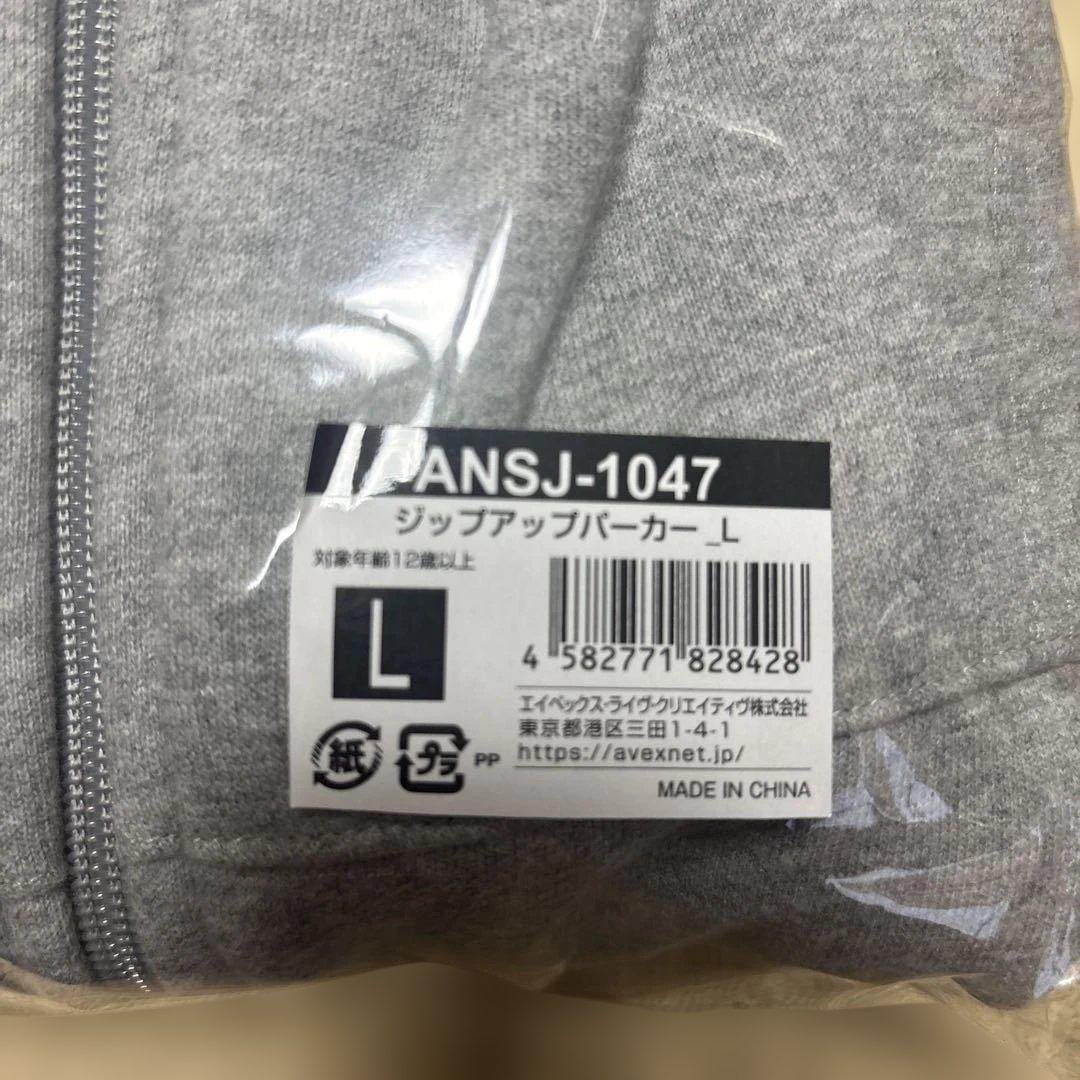 ANSJ-1047
ジップアップパーカー_L
対象年齢12歳以上
L
4 582771 828428
エイベックス・ライヴ・クリエイティヴ株式会社
東京都港区三田1-4-1
https://avexnet.jp/
紙
プラ
PP
MADE IN CHINA